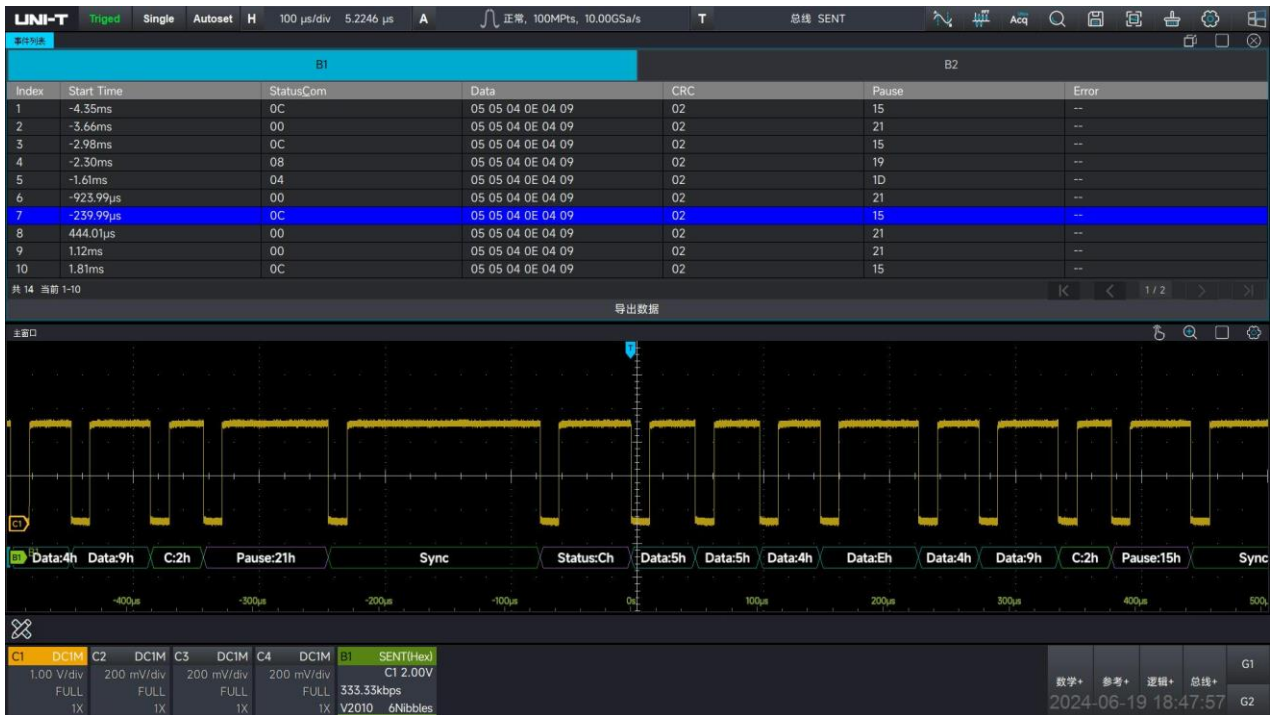 UNI-T Triged Single Autoset H 100 μs/div 5.2246 μs A 正常, 100MPts, 10.00GSa/s T 总线 SENT Acq
事件列表
B1 B2
Index Start Time StatusCom Data CRC Pause Error
1 -4.35ms 0C 05 05 04 0E 04 09 02 15 --
2 -3.66ms 00 05 05 04 0E 04 09 02 21 --
3 -2.98ms 0C 05 05 04 0E 04 09 02 15 --
4 -2.30ms 08 05 05 04 0E 04 09 02 19 --
5 -1.61ms 04 05 05 04 0E 04 09 02 1D --
6 -923.99μs 00 05 05 04 0E 04 09 02 21 --
7 -239.99μs 0C 05 05 04 0E 04 09 02 15 --
8 444.01μs 00 05 05 04 0E 04 09 02 21 --
9 1.12ms 00 05 05 04 0E 04 09 02 21 --
10 1.81ms 0C 05 05 04 0E 04 09 02 15 --
共 14 当前 1-10 1 / 2
导出数据
主窗口
T
C1
B1 B1 Data:4h Data:9h C:2h Pause:21h Sync Status:Ch Data:5h Data:5h Data:4h Data:Eh Data:4h Data:9h C:2h Pause:15h Sync
-400μs -300μs -200μs -100μs 0s 100μs 200μs 300μs 400μs 500μ
C1 DC1M C2 DC1M C3 DC1M C4 DC1M B1 SENT(Hex)
1.00 V/div 200 mV/div 200 mV/div 200 mV/div C1 2.00V
FULL FULL FULL FULL 333.33kbps
1X 1X 1X 1X V2010 6Nibbles
数学+ 参考+ 逻辑+ 总线+ G1
2024-06-19 18:47:57 G2